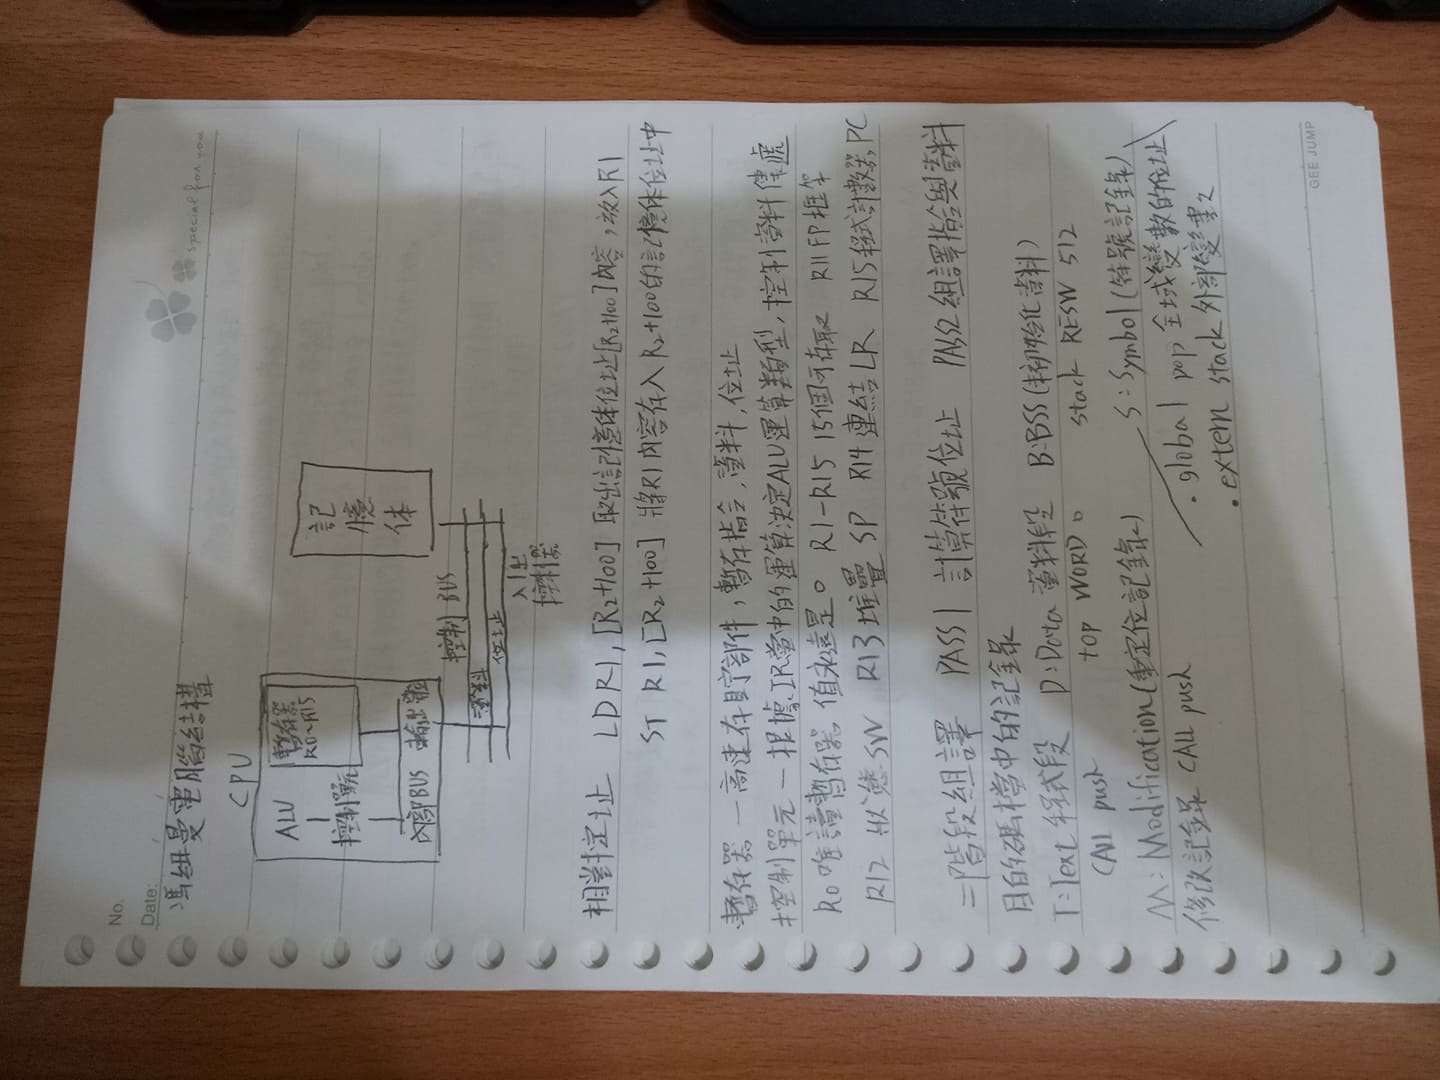 No.
Date:
special for you
馮紐曼電腦結構
CPU
ALU
暫存器
R0~R15
控制單元
內部BUS
記憶体
控制 BUS
資料
位址
入/出
控制器
相對定址 LD R1, [R2+100] 取出記憶体位址[R2+100]內容，放入R1
ST R1, [R2+100] 將R1內容存入R2+100的記憶体位址中
暫存器 — 高速存貯部件，暫存指令,資料,位址
控制單元 — 根據IR當中的運算決定ALU運算類型, 控制資料傳遞
R0 唯讀暫存器 值永遠是0 R1-R15 15個可存取 R11 FP 框架
R12 狀態SW R13 堆疊 SP R14 連結 LR R15程式計數器PC
二階段組譯 PASS1 計算符號位址 PASS2 組譯指令與資料
目的碼檔中的記錄
T:Text 程式段 D:Data 資料段 B:BSS(未初始化資料)
CALL push top WORD 0 stack RESW 512
M: Modification(重定位記錄) S: Symbol(符號記錄)
修改記錄 CALL push . global pop 全域變數的位址
. extern stack 外部變數
GEE JUMP